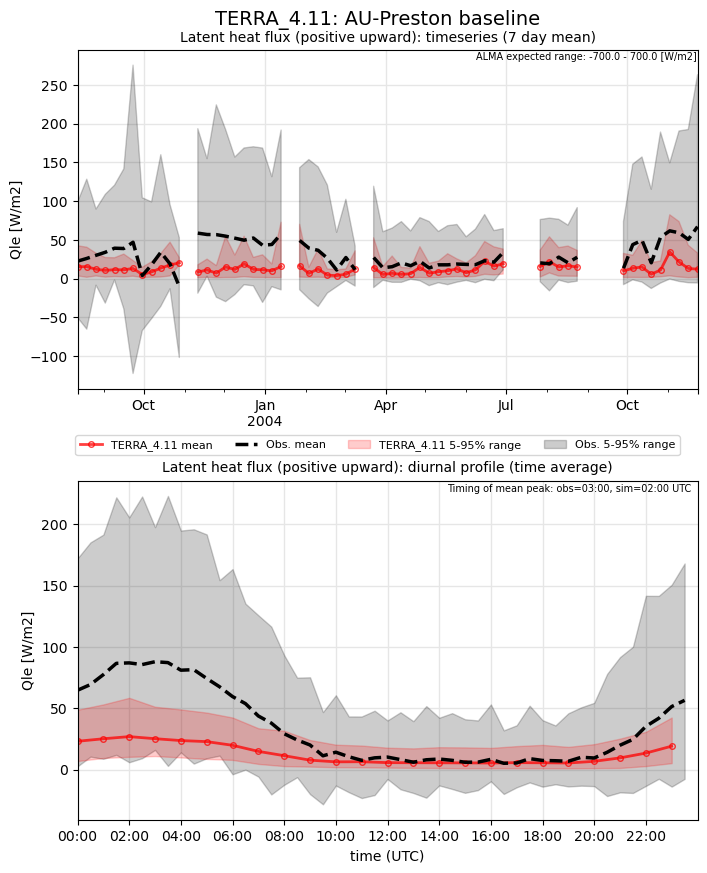 TERRA_4.11: AU-Preston baseline
Latent heat flux (positive upward): timeseries (7 day mean)
ALMA expected range: -700.0 - 700.0 [W/m2]
250
200
150
100
50
0
−50
−100
Qle [W/m2]
Oct Jan Apr Jul Oct
2004
TERRA_4.11 mean Obs. mean TERRA_4.11 5-95% range Obs. 5-95% range
Latent heat flux (positive upward): diurnal profile (time average)
Timing of mean peak: obs=03:00, sim=02:00 UTC
200
150
100
50
0
Qle [W/m2]
00:00 02:00 04:00 06:00 08:00 10:00 12:00 14:00 16:00 18:00 20:00 22:00
time (UTC)